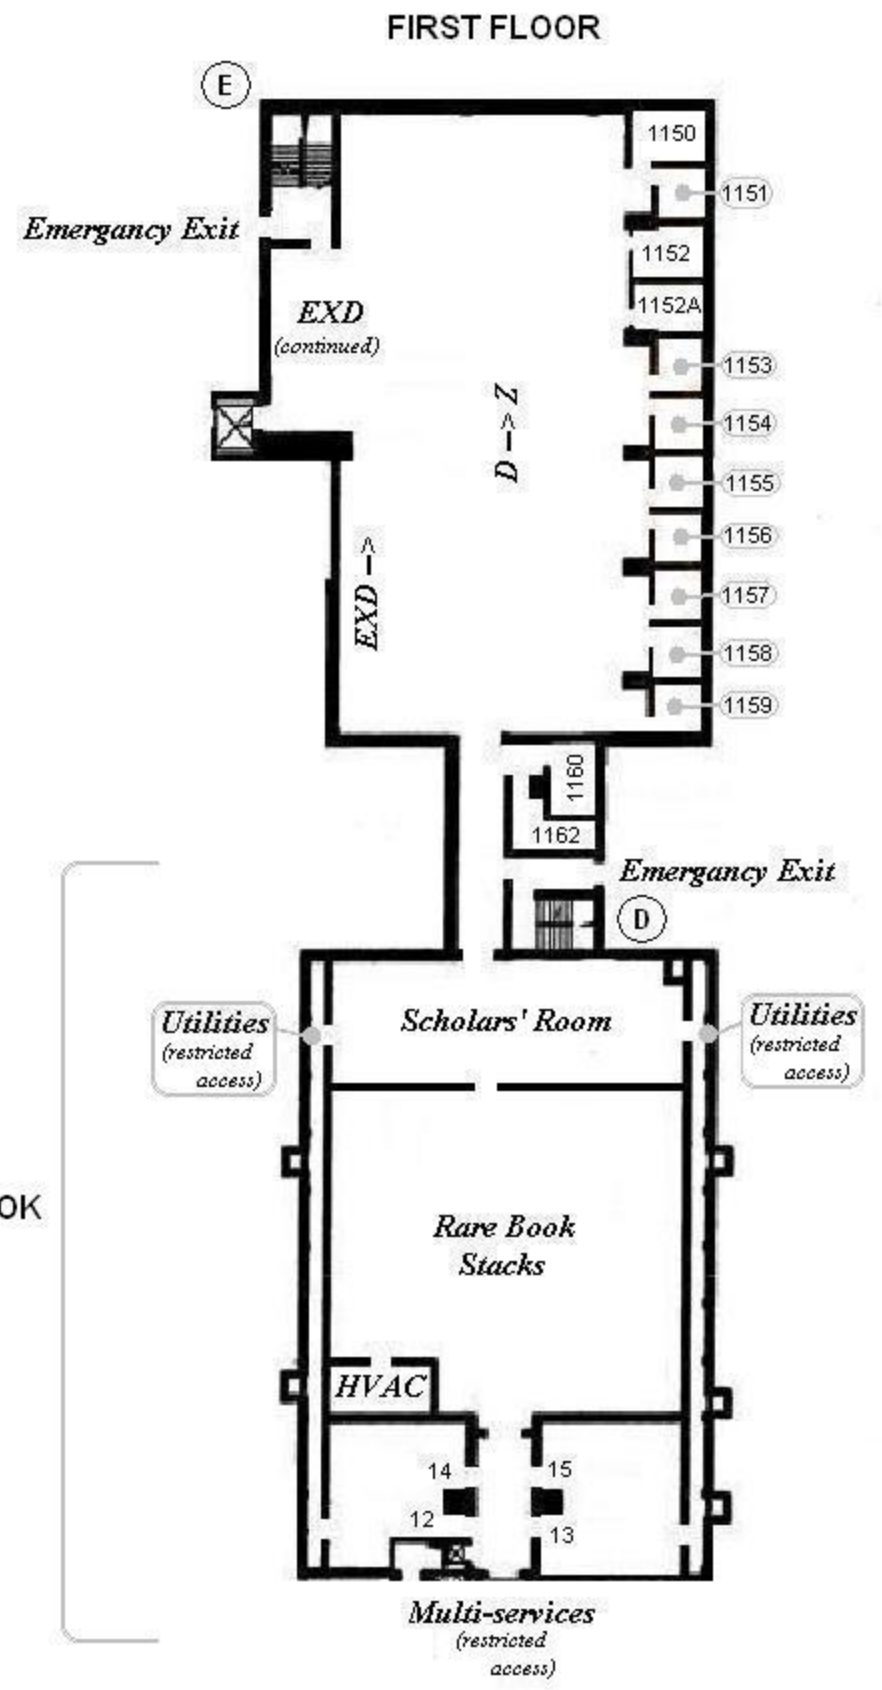 FIRST FLOOR
E
1150
1151
Emergancy Exit
1152
1152A
EXD
(continued)
1153
D --> Z
1154
1155
1156
EXD -->
1157
1158
1159
1160
1162
Emergancy Exit
D
Utilities
(restricted
access)
Scholars' Room
Utilities
(restricted
access)
OK
Rare Book
Stacks
HVAC
14
15
12
13
Multi-services
(restricted
access)